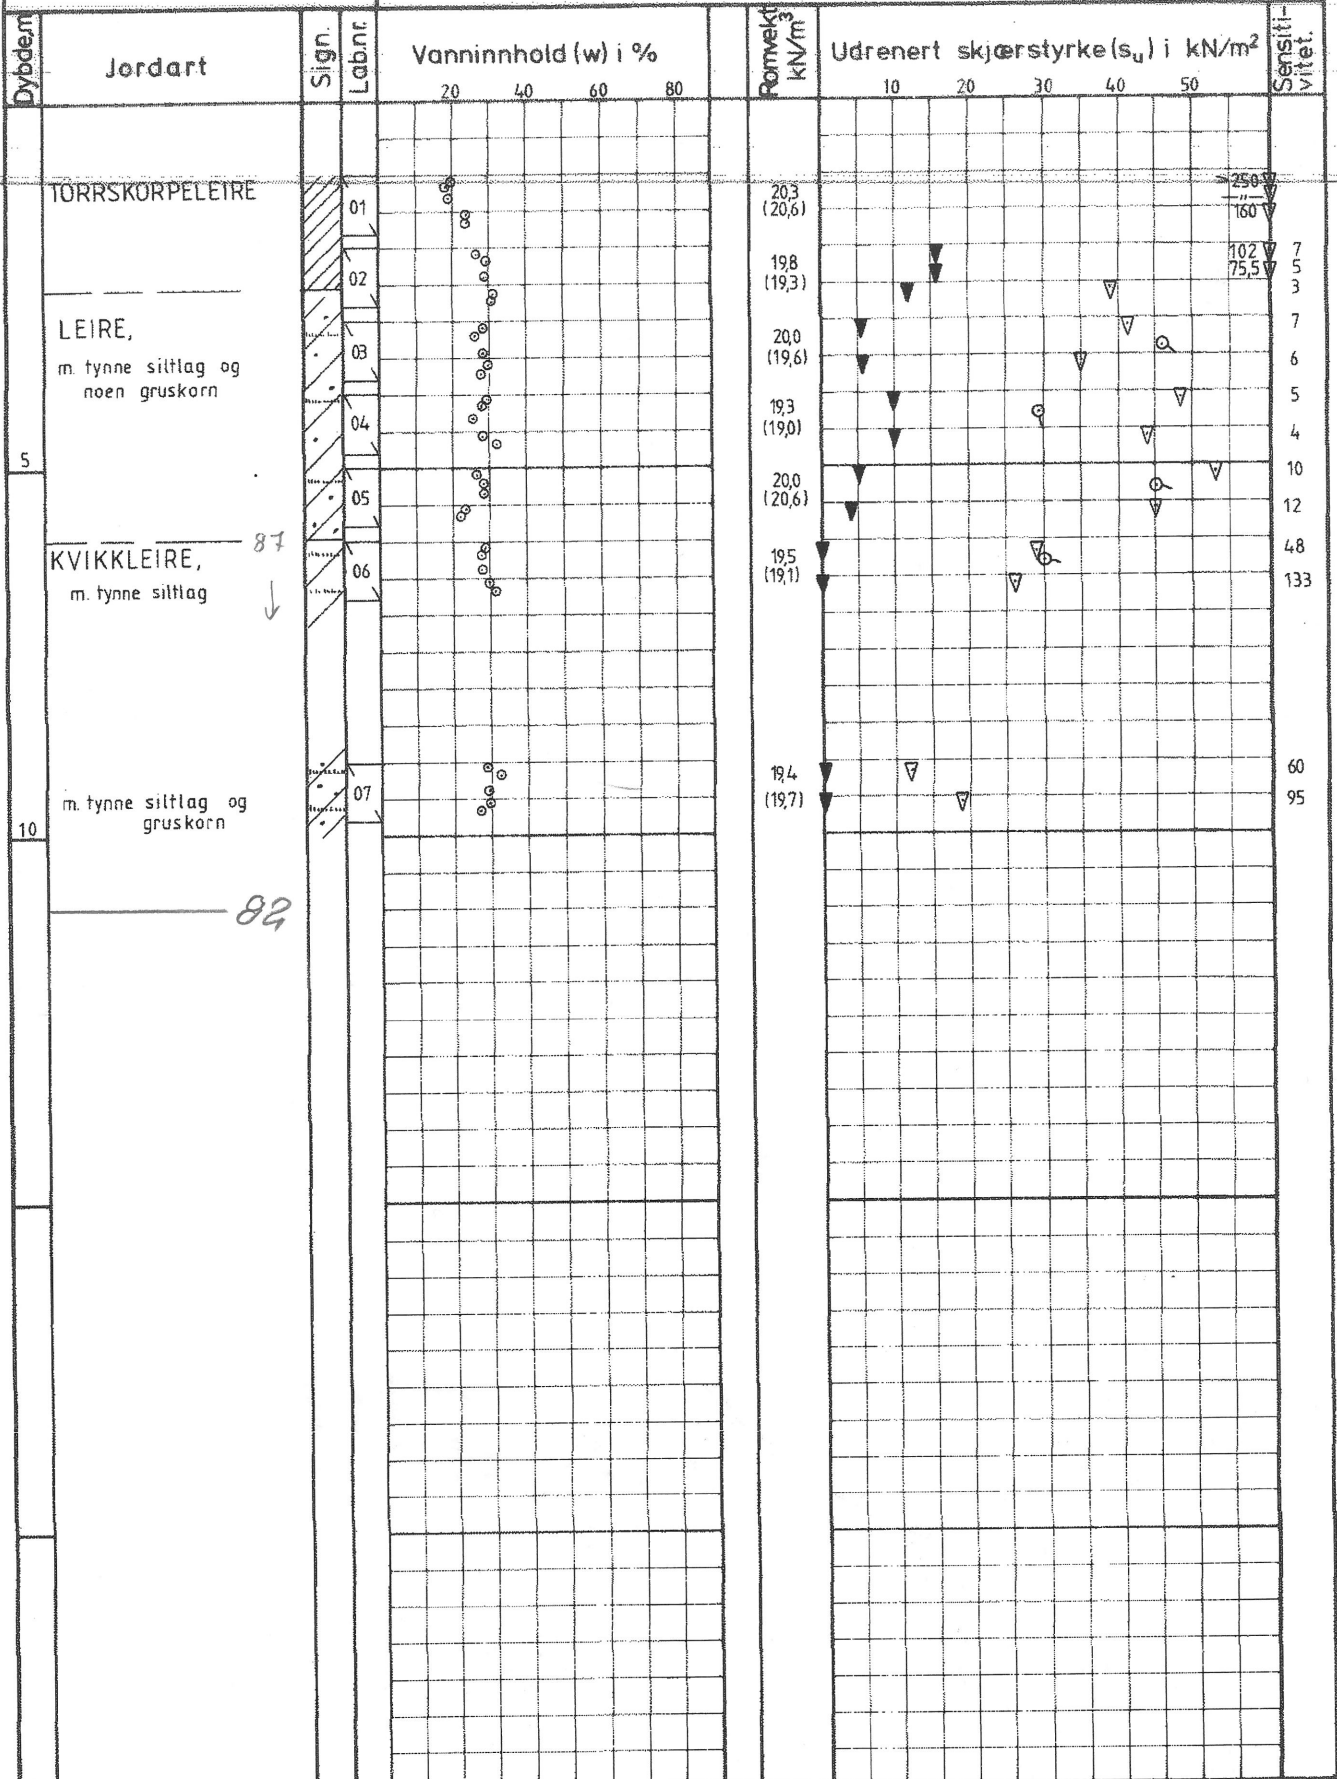 Dybde,m
Jordart
Sign.
Lab.nr.
Vanninnhold (w) i %
20 40 60 80
Romvekt kN/m³
Udrenert skjærstyrke (su) i kN/m²
10 20 30 40 50
Sensiti-
vitet.
TÖRRSKORPELEIRE
01
20,3
(20,6)
>250
—"—
160
02
19,8
(19,3)
102 7
75,5 5
3
LEIRE,
m. tynne siltlag og
noen gruskorn
03
20,0
(19,6)
7
6
04
19,3
(19,0)
5
4
5
05
20,0
(20,6)
10
12
87
KVIKKLEIRE,
m. tynne siltlag
06
19,5
(19,1)
48
133
m. tynne siltlag og
gruskorn
07
19,4
(19,7)
60
95
10
82